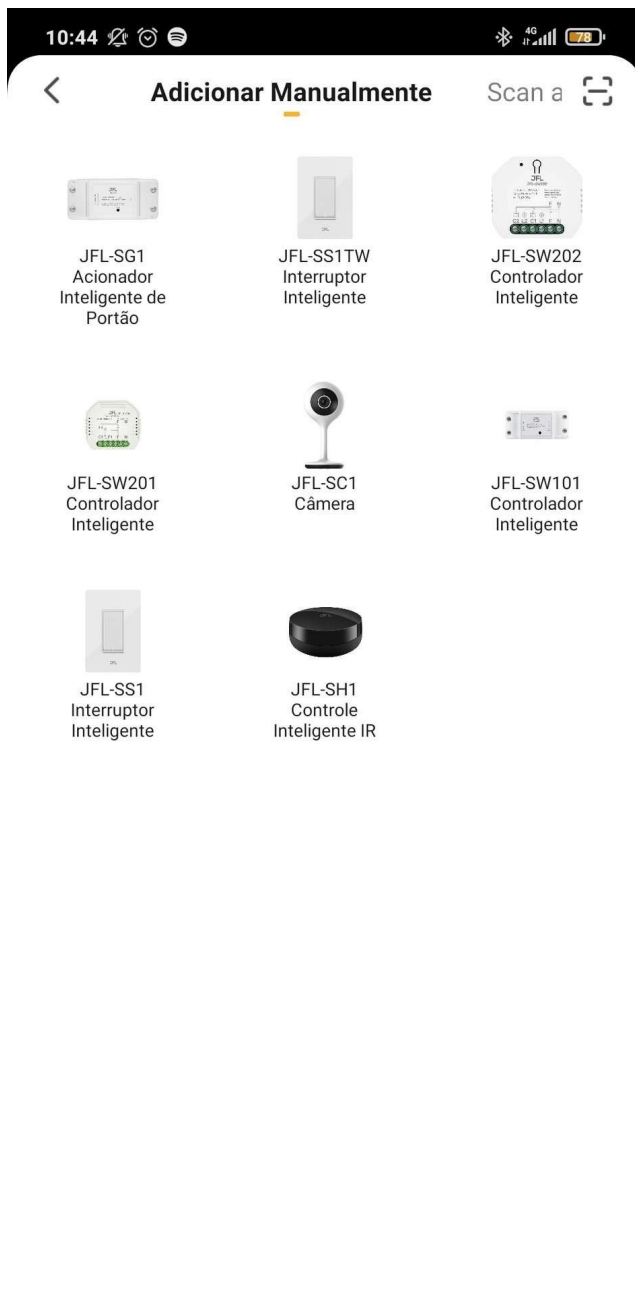 10:44
4G
78
Adicionar Manualmente
Scan a
JFL-SG1
Acionador
Inteligente de
Portão
JFL-SS1TW
Interruptor
Inteligente
JFL
JFL-SW202
Controlador
Inteligente
JFL-SW201
Controlador
Inteligente
JFL-SC1
Câmera
JFL-SW101
Controlador
Inteligente
JFL-SS1
Interruptor
Inteligente
JFL-SH1
Controle
Inteligente IR